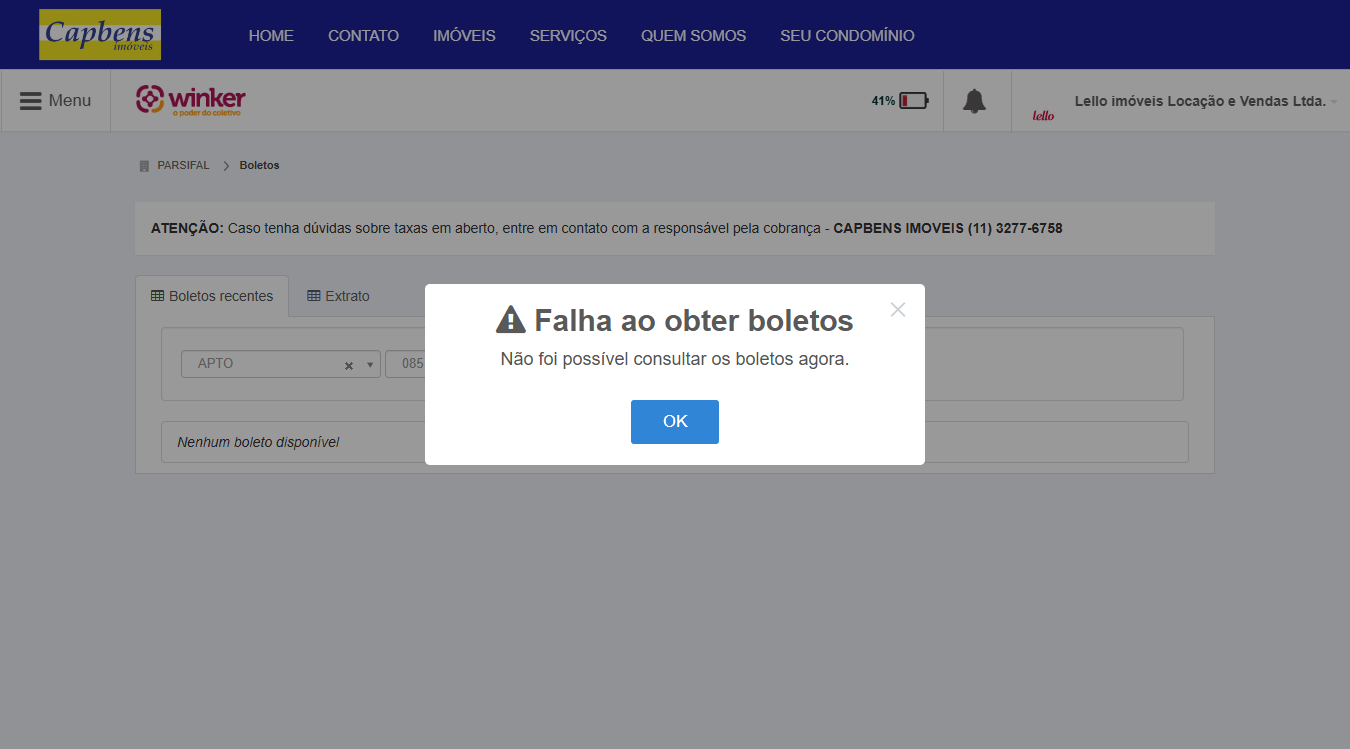 Capbens
imóveis
HOME CONTATO IMÓVEIS SERVIÇOS QUEM SOMOS SEU CONDOMÍNIO
Menu
winker
o poder do coletivo
41%
lello
Lello imóveis Locação e Vendas Ltda.
PARSIFAL Boletos
ATENÇÃO: Caso tenha dúvidas sobre taxas em aberto, entre em contato com a responsável pela cobrança - CAPBENS IMOVEIS (11) 3277-6758
Boletos recentes Extrato
Falha ao obter boletos
Não foi possível consultar os boletos agora.
APTO 085
OK
Nenhum boleto disponível